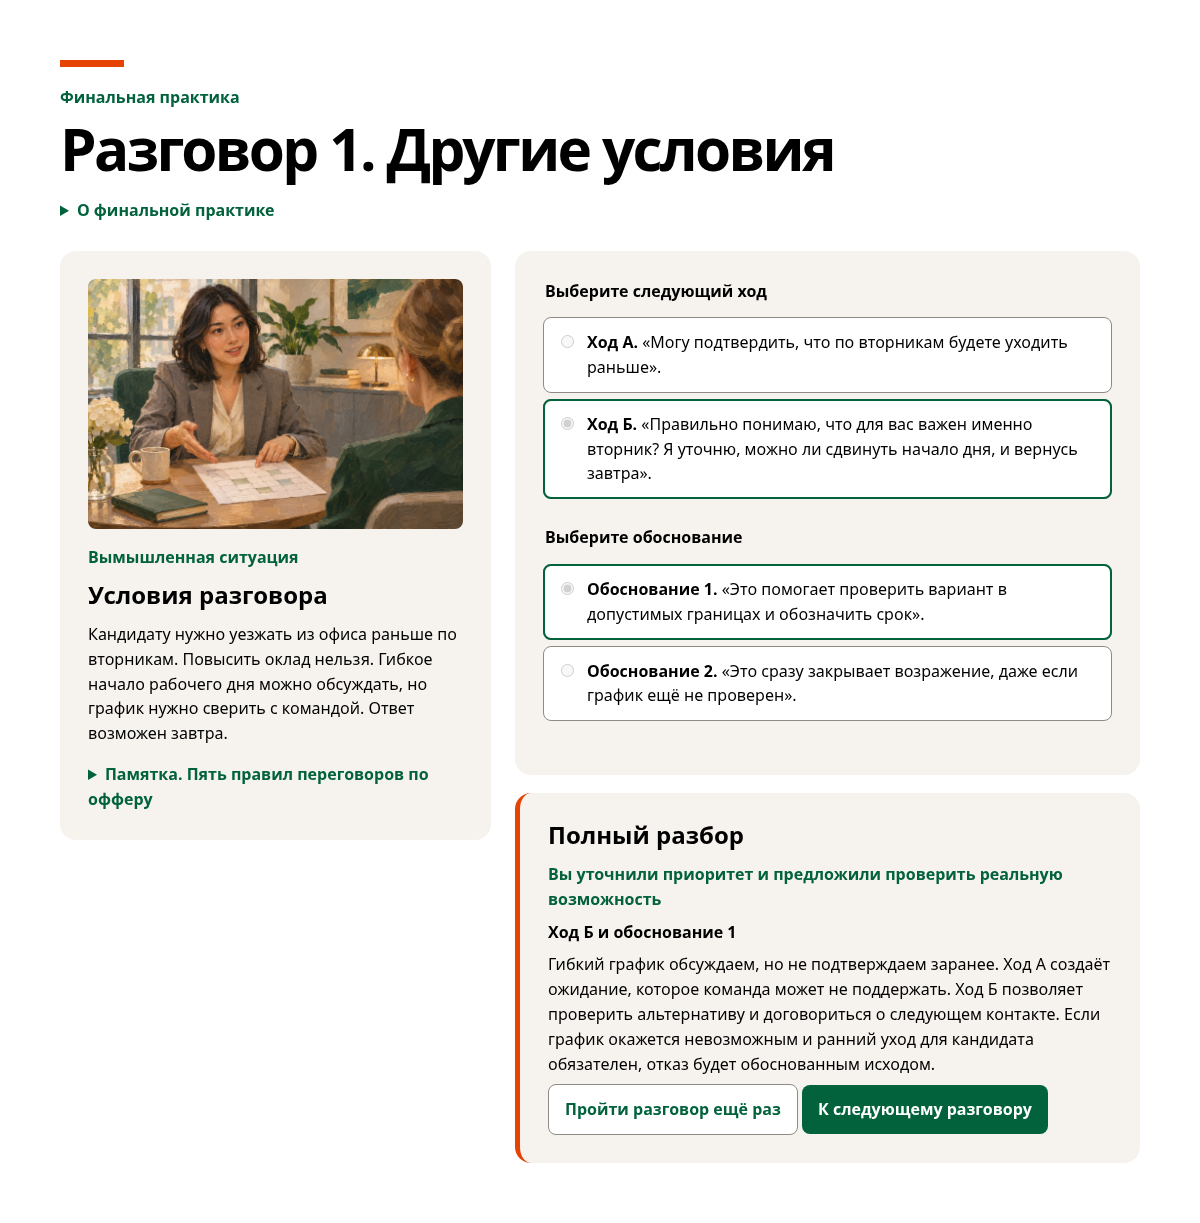 Финальная практика
Разговор 1. Другие условия
О финальной практике
Вымышленная ситуация
Условия разговора
Кандидату нужно уезжать из офиса раньше по
вторникам. Повысить оклад нельзя. Гибкое
начало рабочего дня можно обсуждать, но
график нужно сверить с командой. Ответ
возможен завтра.
Памятка. Пять правил переговоров по
офферу
Выберите следующий ход
Ход А. «Могу подтвердить, что по вторникам будете уходить
раньше».
Ход Б. «Правильно понимаю, что для вас важен именно
вторник? Я уточню, можно ли сдвинуть начало дня, и вернусь
завтра».
Выберите обоснование
Обоснование 1. «Это помогает проверить вариант в
допустимых границах и обозначить срок».
Обоснование 2. «Это сразу закрывает возражение, даже если
график ещё не проверен».
Полный разбор
Вы уточнили приоритет и предложили проверить реальную
возможность
Ход Б и обоснование 1
Гибкий график обсуждаем, но не подтверждаем заранее. Ход А создаёт
ожидание, которое команда может не поддержать. Ход Б позволяет
проверить альтернативу и договориться о следующем контакте. Если
график окажется невозможным и ранний уход для кандидата
обязателен, отказ будет обоснованным исходом.
Пройти разговор ещё раз
К следующему разговору